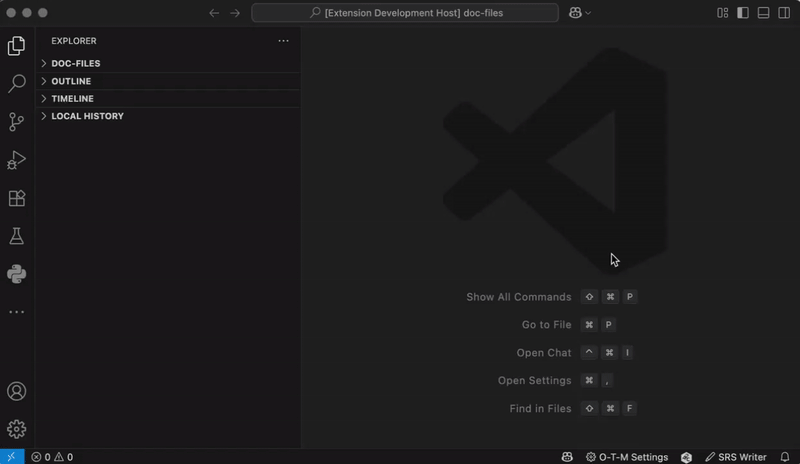 [Extension Development Host] doc-files
EXPLORER
DOC-FILES
OUTLINE
TIMELINE
LOCAL HISTORY
Show All Commands ⇧ ⌘ P
Go to File ⌘ P
Open Chat ^ ⌘ I
Open Settings ⌘ ,
Find in Files ⇧ ⌘ F
0 0 O-T-M Settings SRS Writer